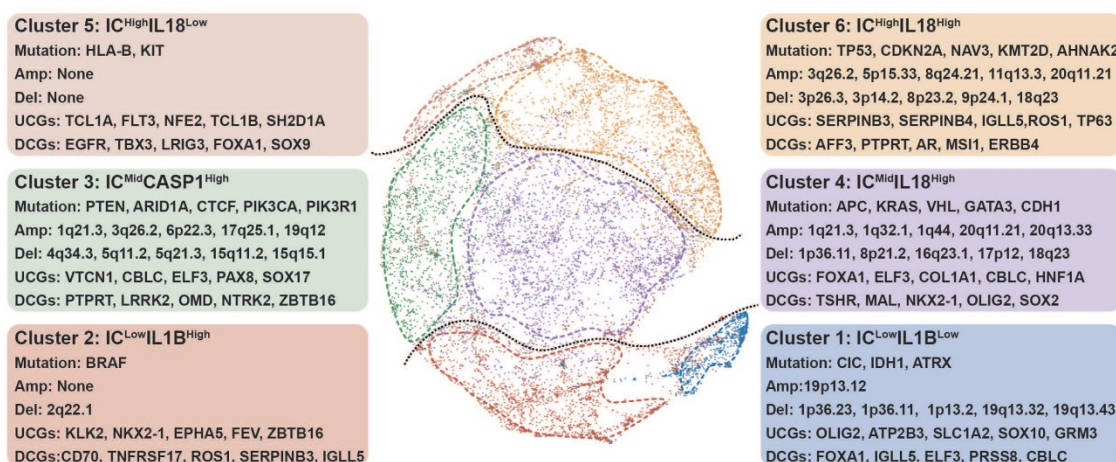 Cluster 5: IC^High IL18^Low
Mutation: HLA-B, KIT
Amp: None
Del: None
UCGs: TCL1A, FLT3, NFE2, TCL1B, SH2D1A
DCGs: EGFR, TBX3, LRIG3, FOXA1, SOX9
Cluster 3: IC^Mid CASP1^High
Mutation: PTEN, ARID1A, CTCF, PIK3CA, PIK3R1
Amp: 1q21.3, 3q26.2, 6p22.3, 17q25.1, 19q12
Del: 4q34.3, 5q11.2, 5q21.3, 15q11.2, 15q15.1
UCGs: VTCN1, CBLC, ELF3, PAX8, SOX17
DCGs: PTPRT, LRRK2, OMD, NTRK2, ZBTB16
Cluster 2: IC^Low IL1B^High
Mutation: BRAF
Amp: None
Del: 2q22.1
UCGs: KLK2, NKX2-1, EPHA5, FEV, ZBTB16
DCGs:CD70, TNFRSF17, ROS1, SERPINB3, IGLL5
Cluster 6: IC^High IL18^High
Mutation: TP53, CDKN2A, NAV3, KMT2D, AHNAK2
Amp: 3q26.2, 5p15.33, 8q24.21, 11q13.3, 20q11.21
Del: 3p26.3, 3p14.2, 8p23.2, 9p24.1, 18q23
UCGs: SERPINB3, SERPINB4, IGLL5,ROS1, TP63
DCGs: AFF3, PTPRT, AR, MSI1, ERBB4
Cluster 4: IC^Mid IL18^High
Mutation: APC, KRAS, VHL, GATA3, CDH1
Amp: 1q21.3, 1q32.1, 1q44, 20q11.21, 20q13.33
Del: 1p36.11, 8p21.2, 16q23.1, 17p12, 18q23
UCGs: FOXA1, ELF3, COL1A1, CBLC, HNF1A
DCGs: TSHR, MAL, NKX2-1, OLIG2, SOX2
Cluster 1: IC^Low IL1B^Low
Mutation: CIC, IDH1, ATRX
Amp:19p13.12
Del: 1p36.23, 1p36.11, 1p13.2, 19q13.32, 19q13.43
UCGs: OLIG2, ATP2B3, SLC1A2, SOX10, GRM3
DCGs: FOXA1, IGLL5, ELF3, PRSS8, CBLC